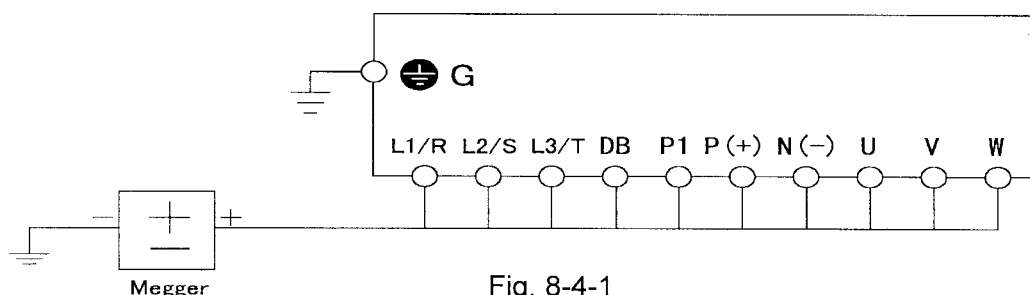 G
L1/R L2/S L3/T DB P1 P(+) N(-) U V W
- + +
Megger
Fig. 8-4-1